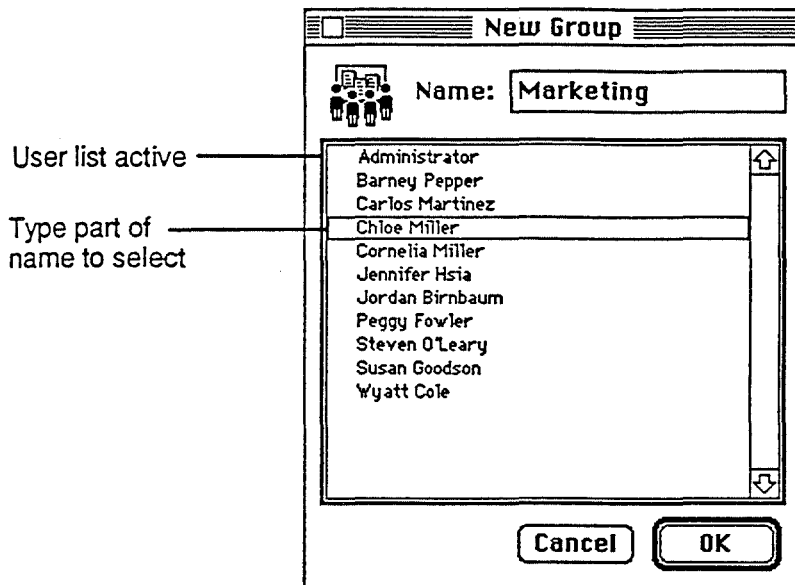 New Group
Name: Marketing
User list active
Administrator
Barney Pepper
Carlos Martinez
Type part of
name to select
Chloe Miller
Cornelia Miller
Jennifer Hsia
Jordan Birnbaum
Peggy Fowler
Steven O'Leary
Susan Goodson
Wyatt Cole
Cancel
OK